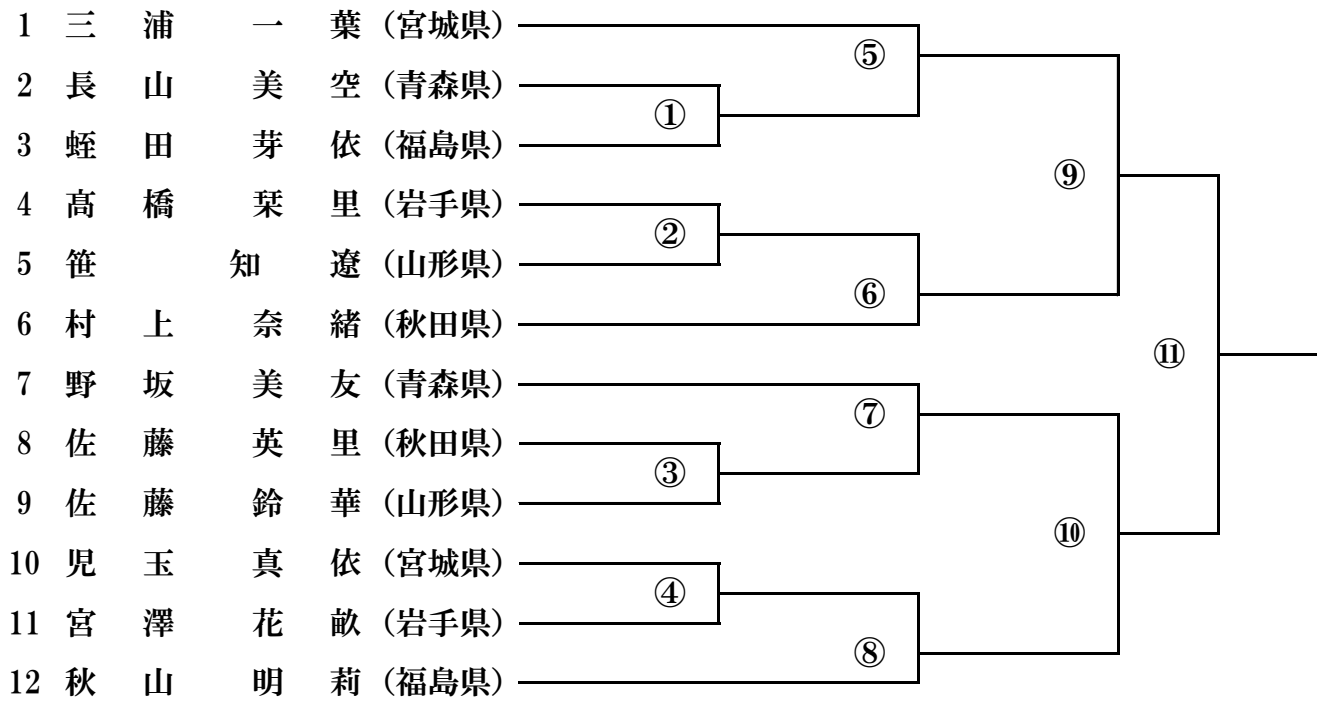 1 三浦 一葉 (宮城県)
⑤
2 長山 美空 (青森県)
①
3 蛭田 芽依 (福島県)
⑨
4 髙橋 栞里 (岩手県)
②
5 笹 知遼 (山形県)
⑥
6 村上 奈緒 (秋田県)
⑪
7 野坂 美友 (青森県)
⑦
8 佐藤 英里 (秋田県)
③
9 佐藤 鈴華 (山形県)
⑩
10 児玉 真依 (宮城県)
④
11 宮澤 花畝 (岩手県)
⑧
12 秋山 明莉 (福島県)